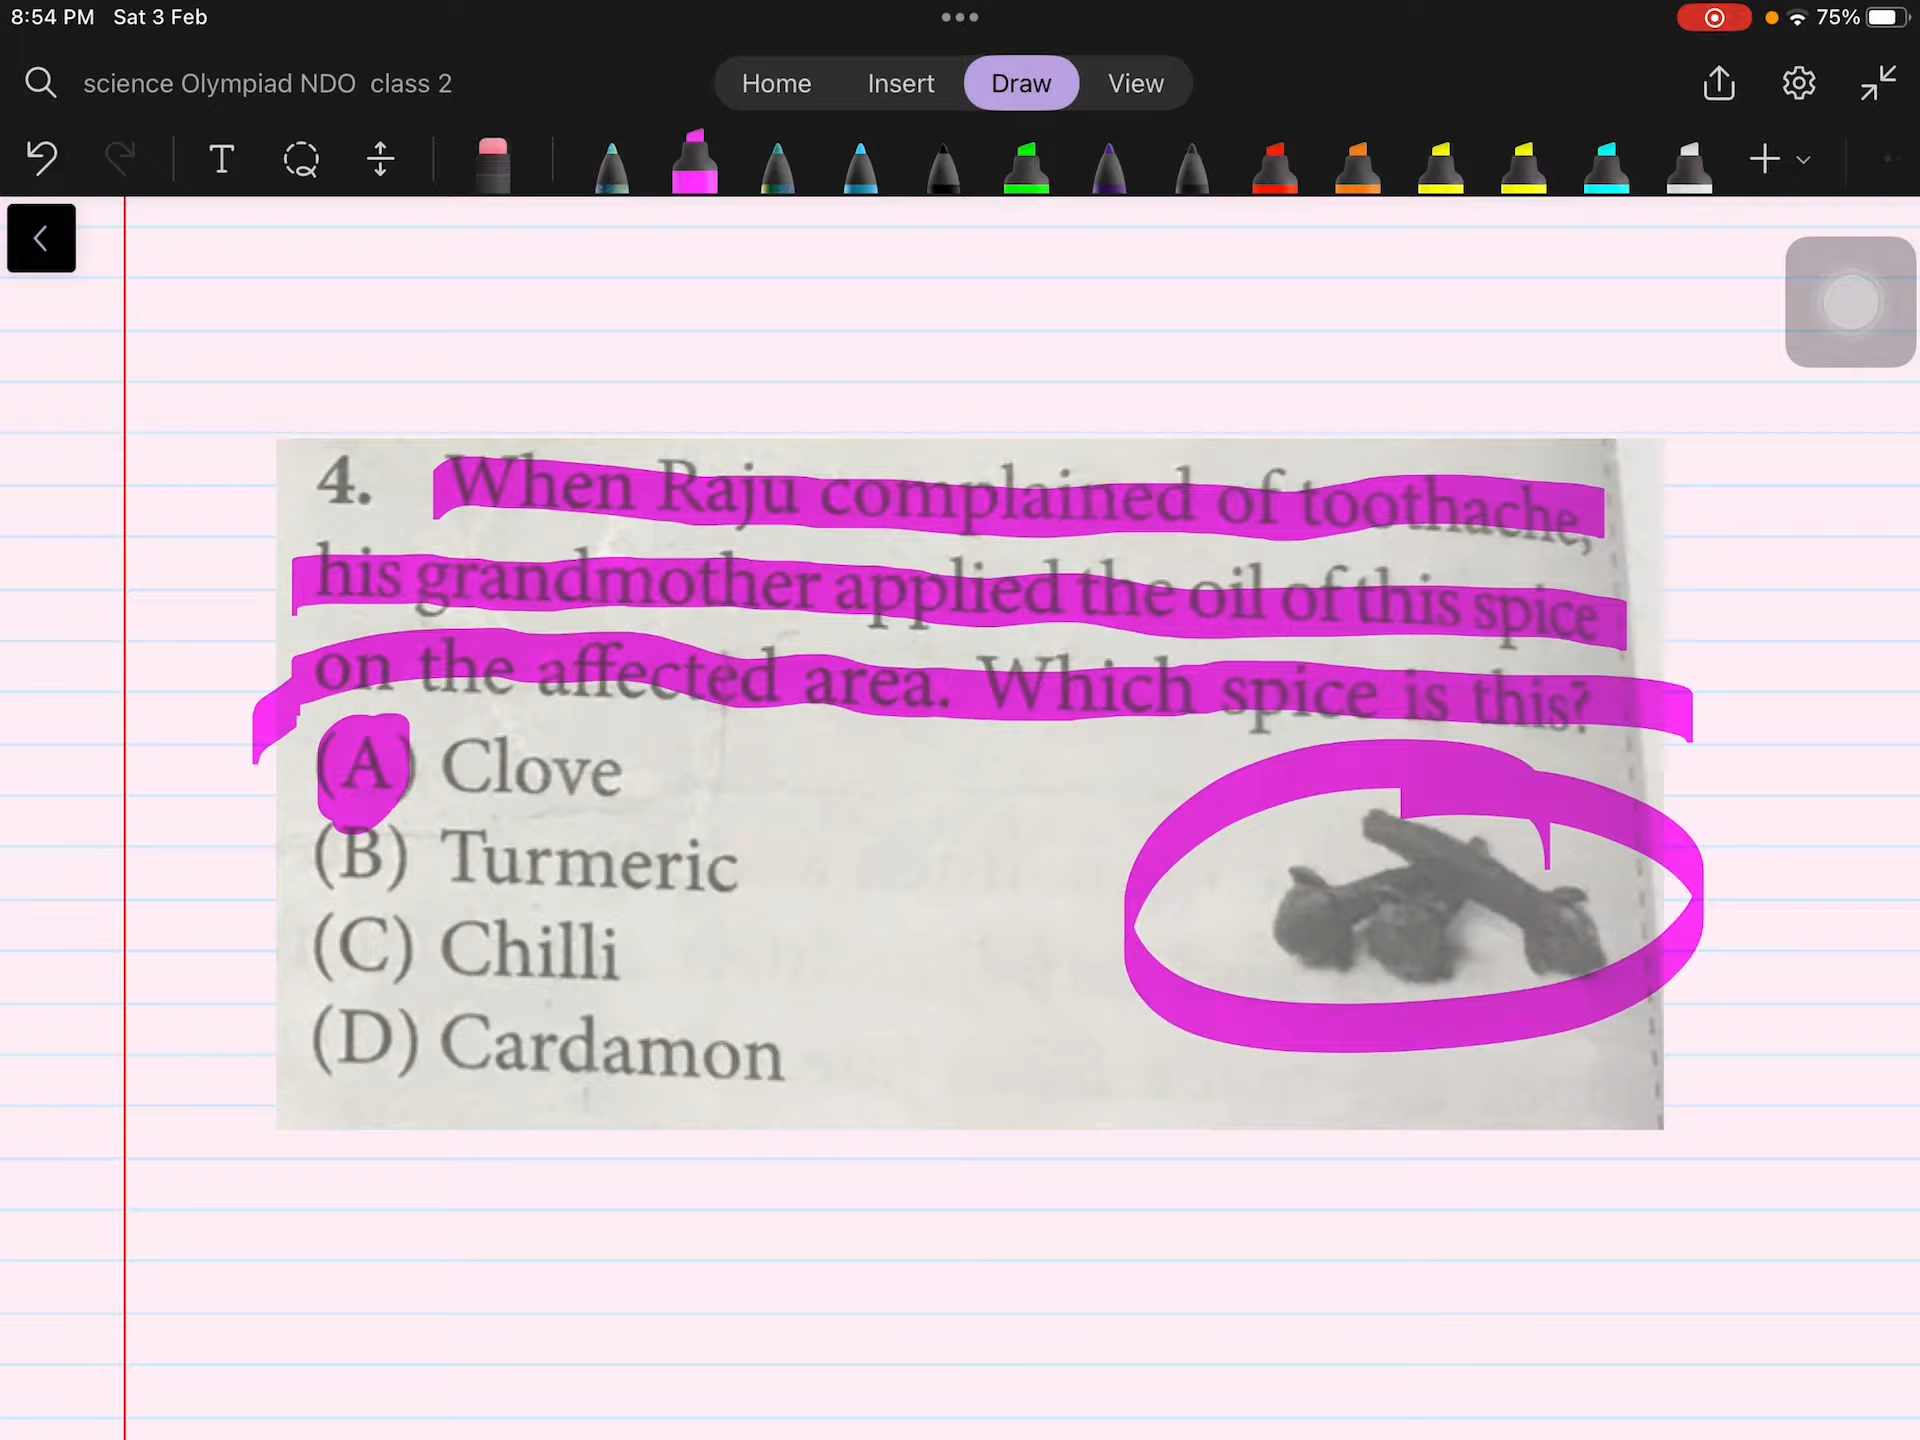 8:54 PM Sat 3 Feb
75%
science Olympiad NDO class 2
Home Insert Draw View
T
4. When Raju complained of toothache,
his grandmother applied the oil of this spice
on the affected area. Which spice is this?
(A) Clove
(B) Turmeric
(C) Chilli
(D) Cardamon